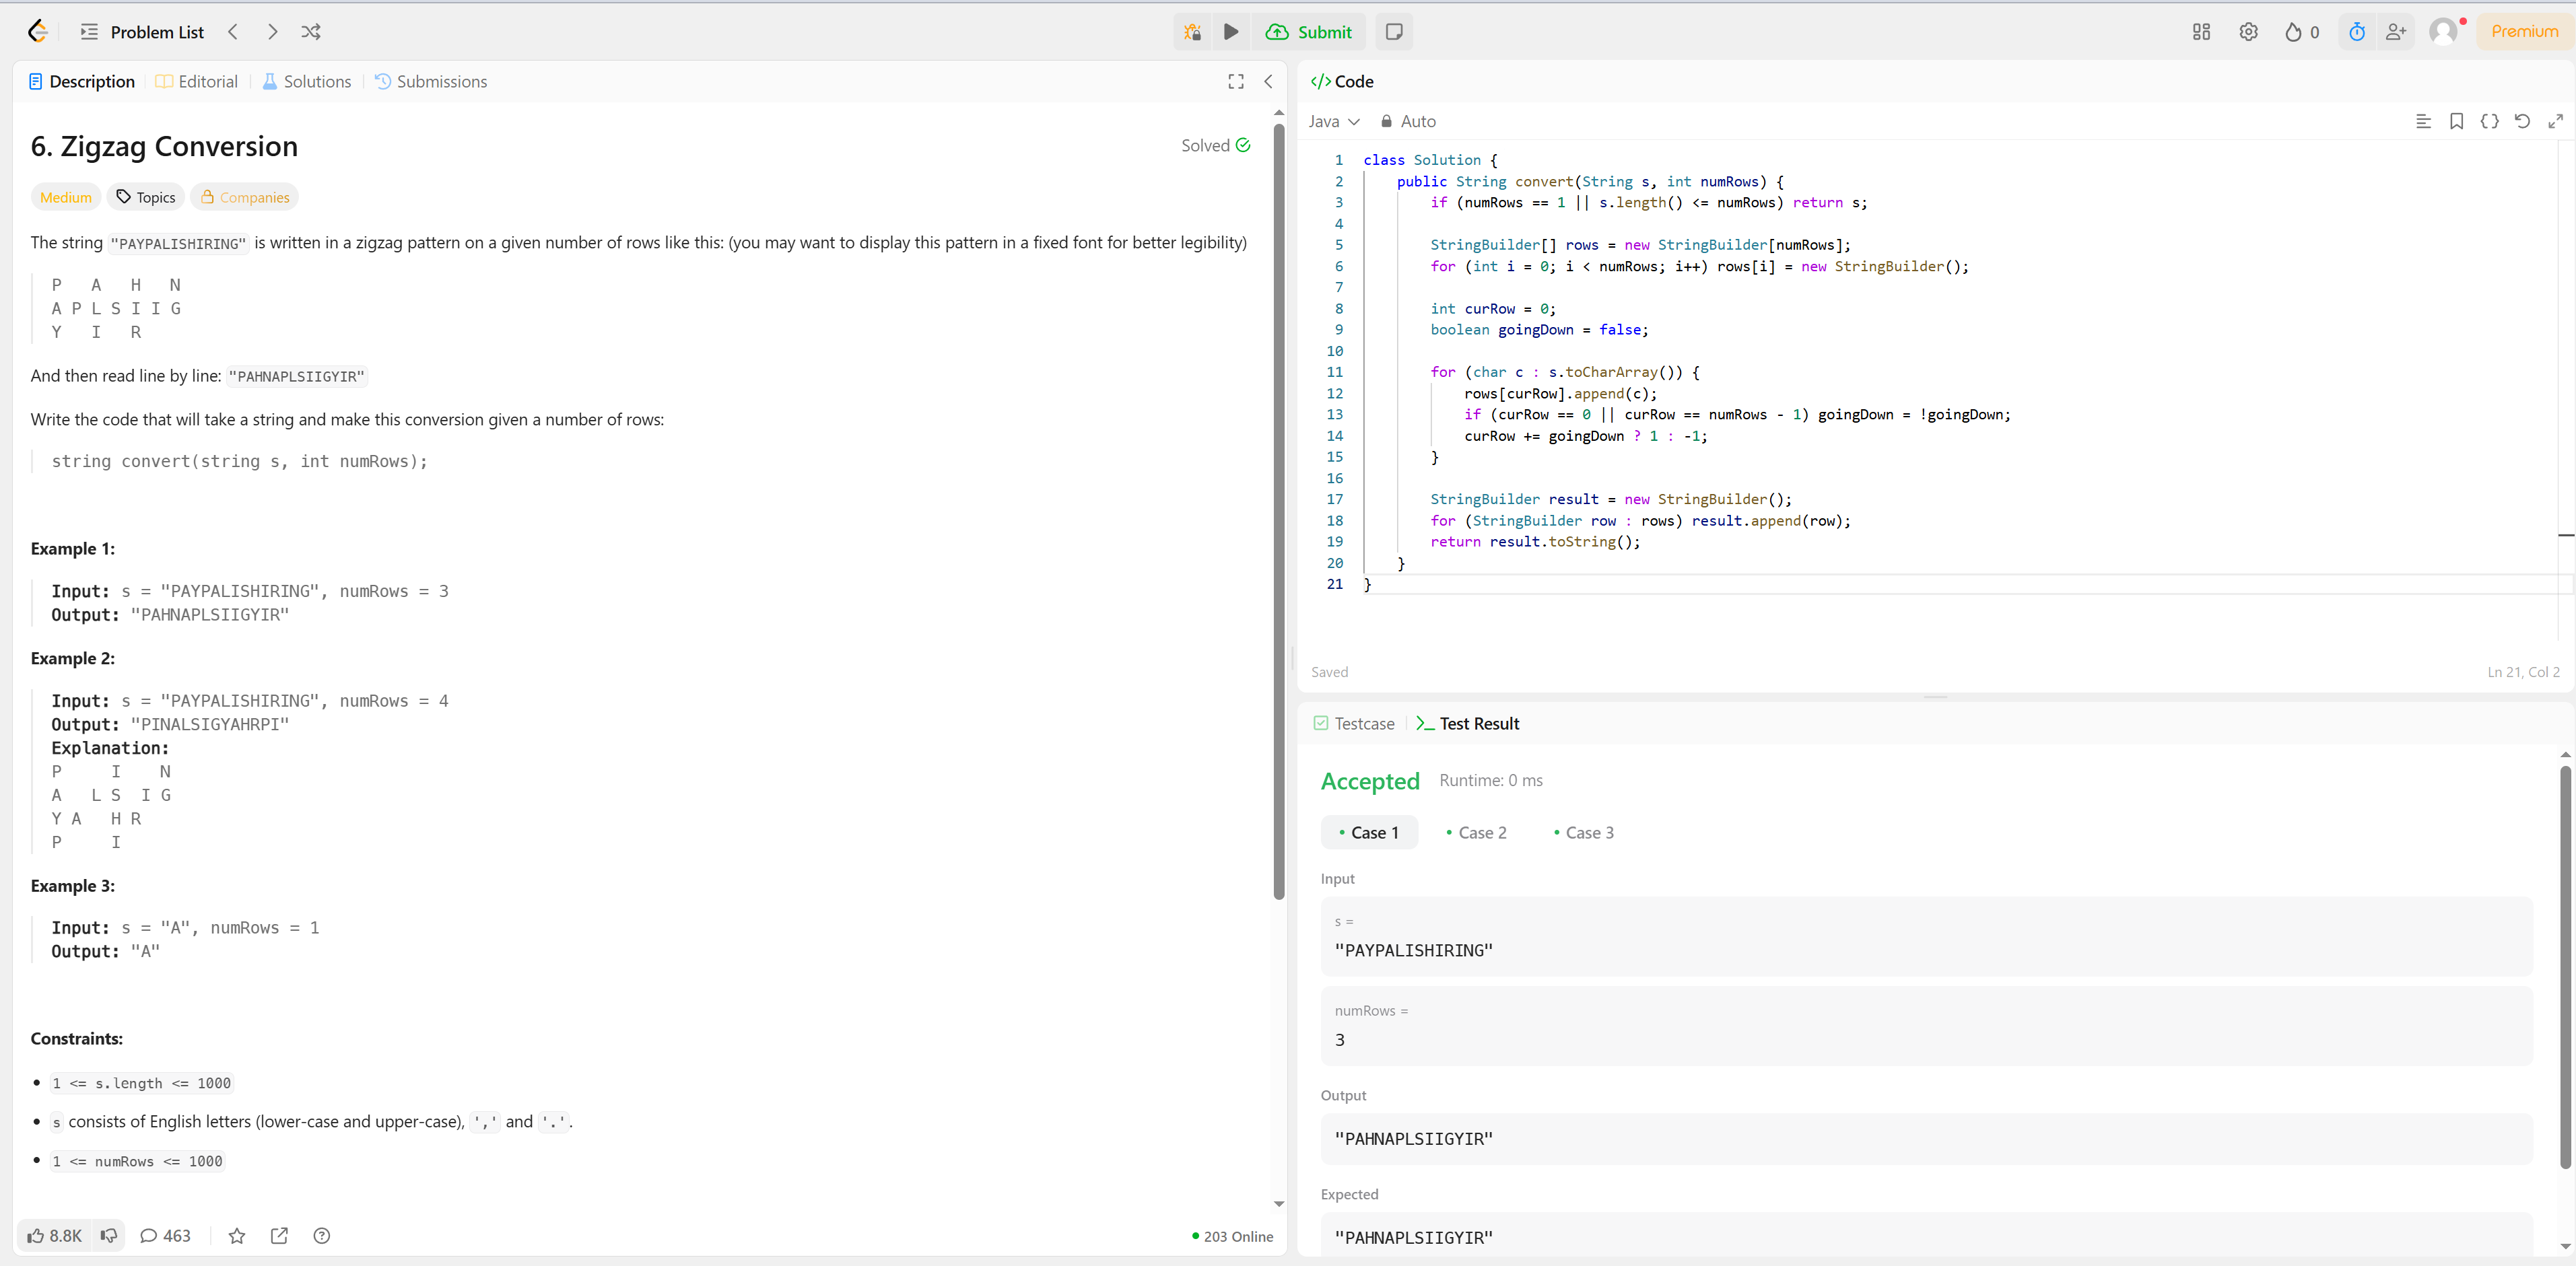 Problem List
Submit
0
Premium
Description
Editorial
Solutions
Submissions
6. Zigzag Conversion
Solved
Medium
Topics
Companies
The string "PAYPALISHIRING" is written in a zigzag pattern on a given number of rows like this: (you may want to display this pattern in a fixed font for better legibility)
P   A   H   N
A P L S I I G
Y   I   R
And then read line by line: "PAHNAPLSIIGYIR"
Write the code that will take a string and make this conversion given a number of rows:
string convert(string s, int numRows);
Example 1:
Input: s = "PAYPALISHIRING", numRows = 3
Output: "PAHNAPLSIIGYIR"
Example 2:
Input: s = "PAYPALISHIRING", numRows = 4
Output: "PINALSIGYAHRPI"
Explanation:
P     I    N
A   L S  I G
Y A   H R
P     I
Example 3:
Input: s = "A", numRows = 1
Output: "A"
Constraints:
• 1 <= s.length <= 1000
• s consists of English letters (lower-case and upper-case), ',' and '.'.
• 1 <= numRows <= 1000
8.8K
463
203 Online
</> Code
Java
Auto
1 class Solution {
2     public String convert(String s, int numRows) {
3         if (numRows == 1 || s.length() <= numRows) return s;
4
5         StringBuilder[] rows = new StringBuilder[numRows];
6         for (int i = 0; i < numRows; i++) rows[i] = new StringBuilder();
7
8         int curRow = 0;
9         boolean goingDown = false;
10
11         for (char c : s.toCharArray()) {
12             rows[curRow].append(c);
13             if (curRow == 0 || curRow == numRows - 1) goingDown = !goingDown;
14             curRow += goingDown ? 1 : -1;
15         }
16
17         StringBuilder result = new StringBuilder();
18         for (StringBuilder row : rows) result.append(row);
19         return result.toString();
20     }
21 }
Saved
Ln 21, Col 2
Testcase
Test Result
Accepted
Runtime: 0 ms
• Case 1
• Case 2
• Case 3
Input
s =
"PAYPALISHIRING"
numRows =
3
Output
"PAHNAPLSIIGYIR"
Expected
"PAHNAPLSIIGYIR"